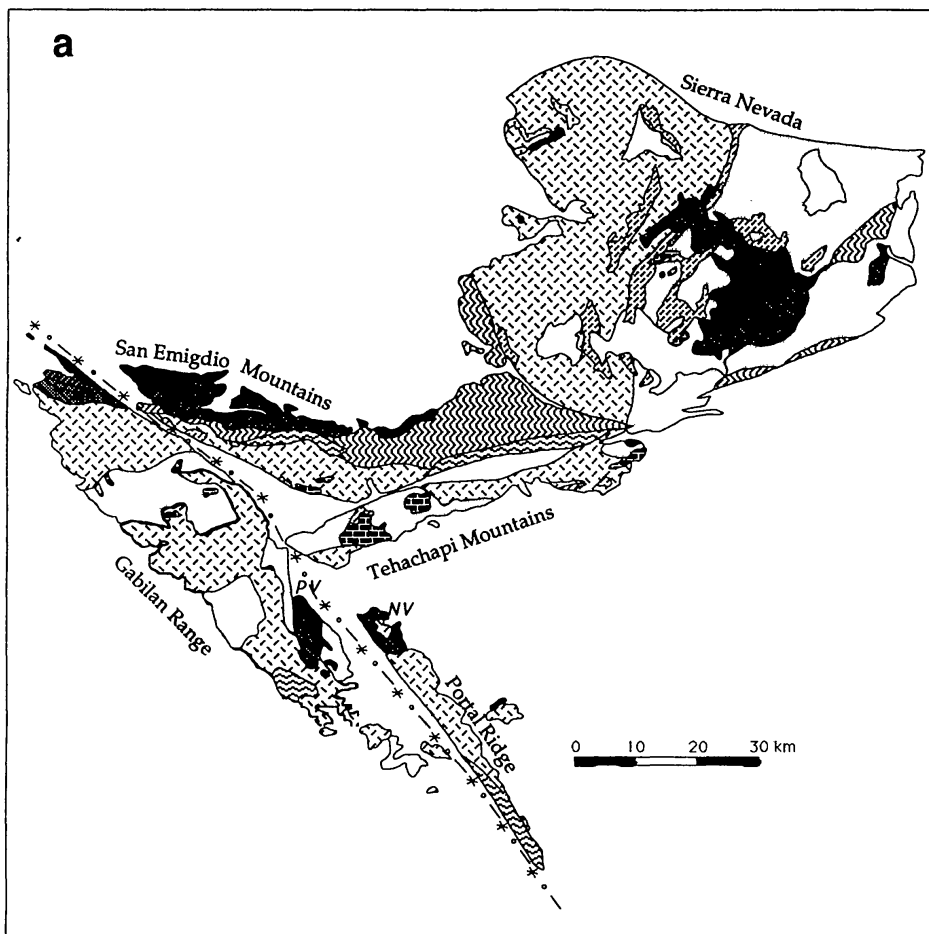 a
Sierra Nevada
San Emigdio Mountains
Tehachapi Mountains
Gabilan Range
PV
NV
Portal Ridge
0 10 20 30 km